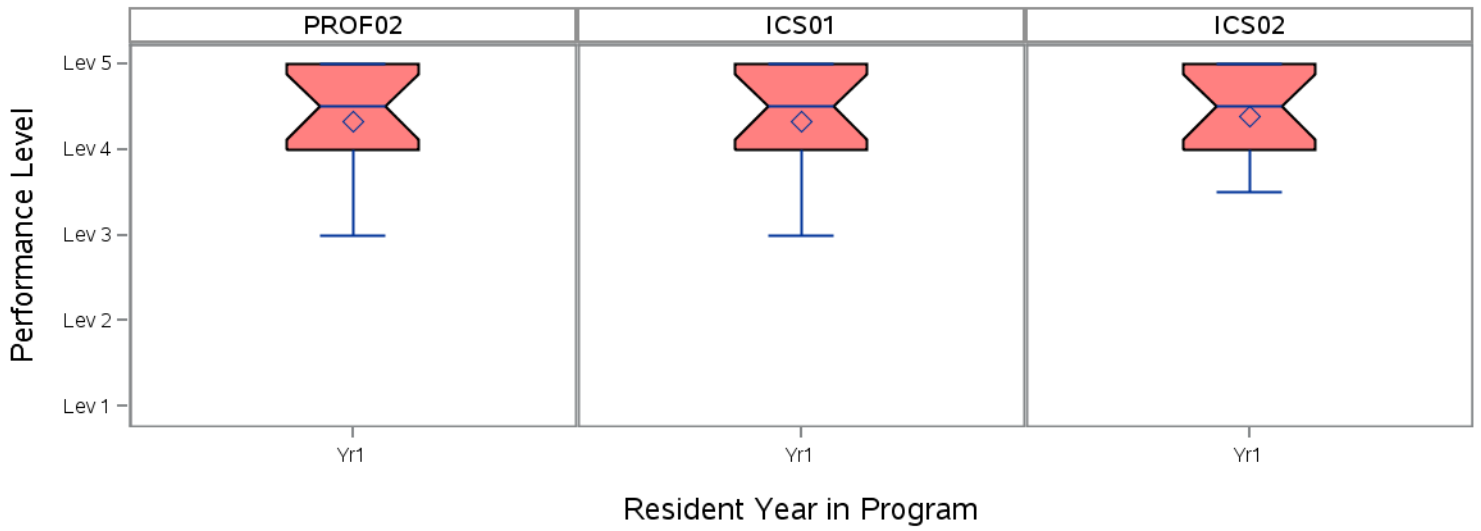 PROF02 ICS01 ICS02
Performance Level
Lev 5
Lev 4
Lev 3
Lev 2
Lev 1
Yr1 Yr1 Yr1
Resident Year in Program